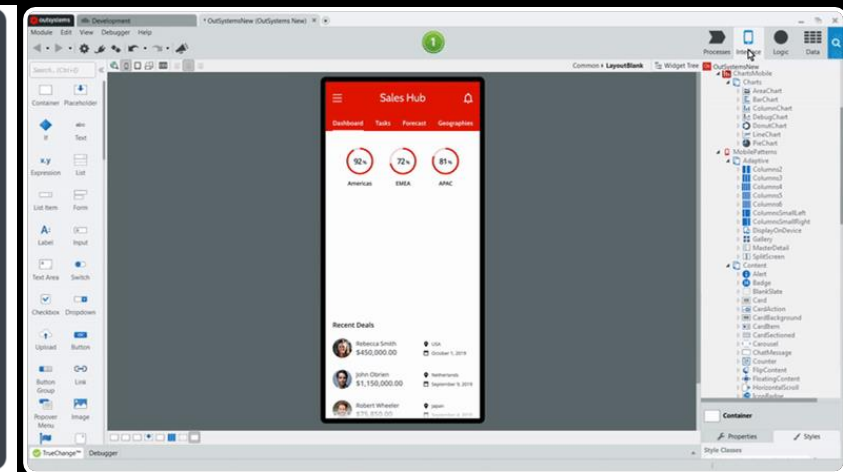 outsystems
Development
* OutSystemsNew (OutSystems New)
Module Edit View Debugger Help
1
Processes
Interface
Logic
Data
Search... (Ctrl+J)
Common › LayoutBlank
Widget Tree
Container
Placeholder
If
Text
Expression
List
List Item
Form
Label
Input
Text Area
Switch
Checkbox
Dropdown
Upload
Button
Button Group
Link
Popover Menu
Image
Sales Hub
Dashboard Tasks Forecast Geographies
92%
72%
81%
Americas
EMEA
APAC
Recent Deals
Rebecca Smith
$450,000.00
USA
October 1, 2019
John Obrien
$1,150,000.00
Netherlands
September 9, 2019
Robert Wheeler
$75,850.00
Japan
OutSystemsNew
ChartsMobile
Charts
AreaChart
BarChart
ColumnChart
DebugChart
DonutChart
LineChart
PieChart
MobilePatterns
Adaptive
Columns2
Columns3
Columns4
Columns5
Columns6
ColumnsSmallLeft
ColumnsSmallRight
DisplayOnDevice
Gallery
MasterDetail
SplitScreen
Content
Alert
Badge
BlankSlate
Card
CardAction
CardBackground
CardItem
CardSectioned
Carousel
ChatMessage
Counter
FlipContent
FloatingContent
HorizontalScroll
IconBadge
Container
Properties
Styles
Style Classes
TrueChange™
Debugger